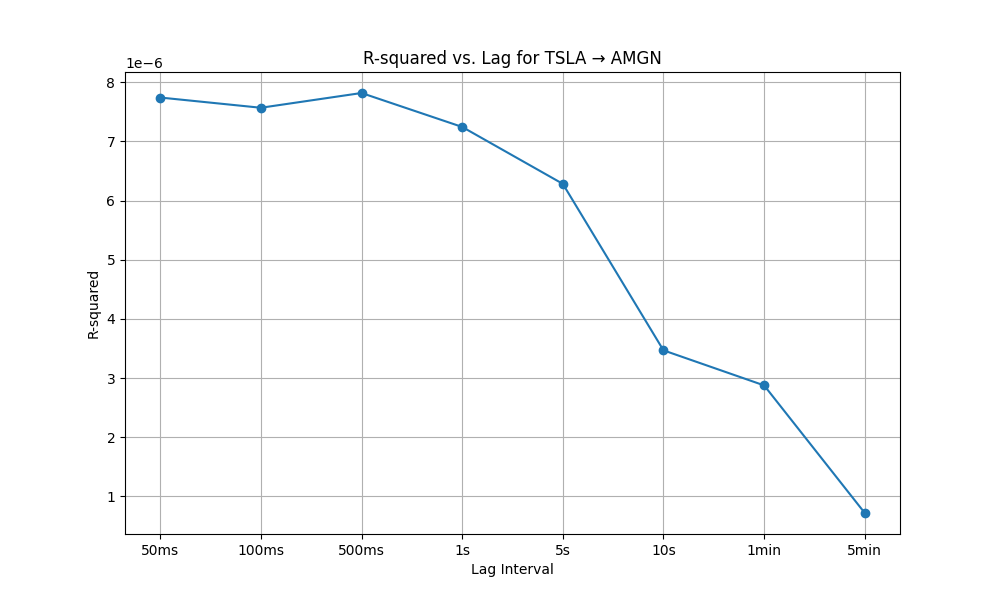 R-squared vs. Lag for TSLA → AMGN
1e−6
8
7
6
5
4
3
2
1
R-squared
50ms 100ms 500ms 1s 5s 10s 1min 5min
Lag Interval